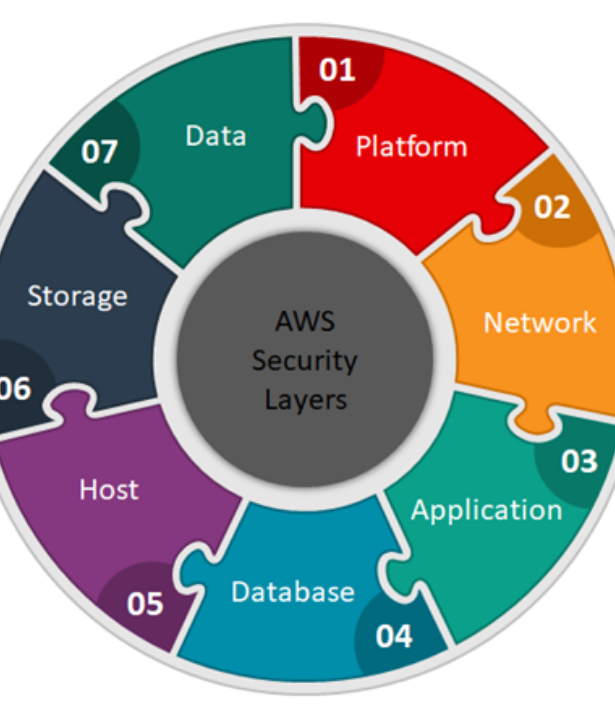 AWS
Security
Layers
01
Platform
02
Network
03
Application
04
Database
05
Host
06
Storage
07
Data